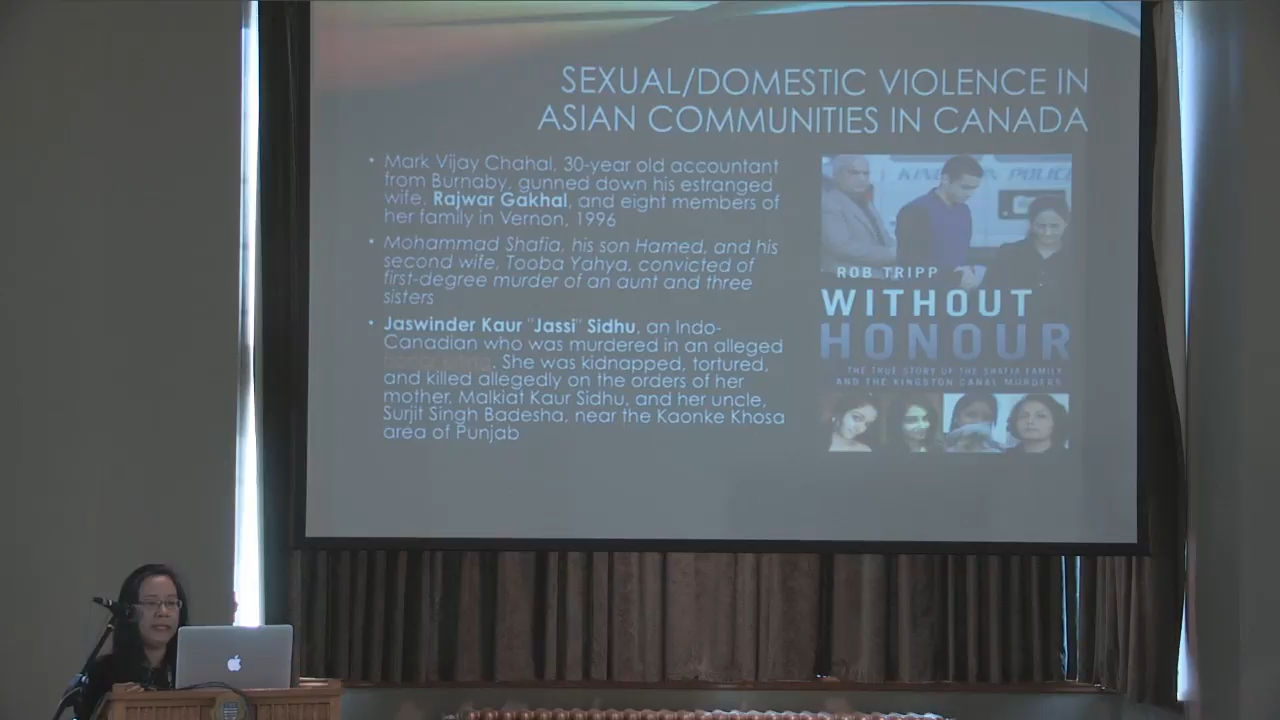 SEXUAL/DOMESTIC VIOLENCE IN
ASIAN COMMUNITIES IN CANADA
• Mark Vijay Chahal, 30-year old accountant
from Burnaby, gunned down his estranged
wife, Rajwar Gakhal, and eight members of
her family in Vernon, 1996
• Mohammad Shafia, his son Hamed, and his
second wife, Tooba Yahya, convicted of
first-degree murder of an aunt and three
sisters
• Jaswinder Kaur "Jassi" Sidhu, an Indo-
Canadian who was murdered in an alleged
. She was kidnapped, tortured,
and killed allegedly on the orders of her
mother, Malkiat Kaur Sidhu, and her uncle,
Surjit Singh Badesha, near the Kaonke Khosa
area of Punjab
POLICE
ROB TRIPP
WITHOUT
HONOUR
THE TRUE STORY OF THE SHAFIA FAMILY
AND THE KINGSTON CANAL MURDERS